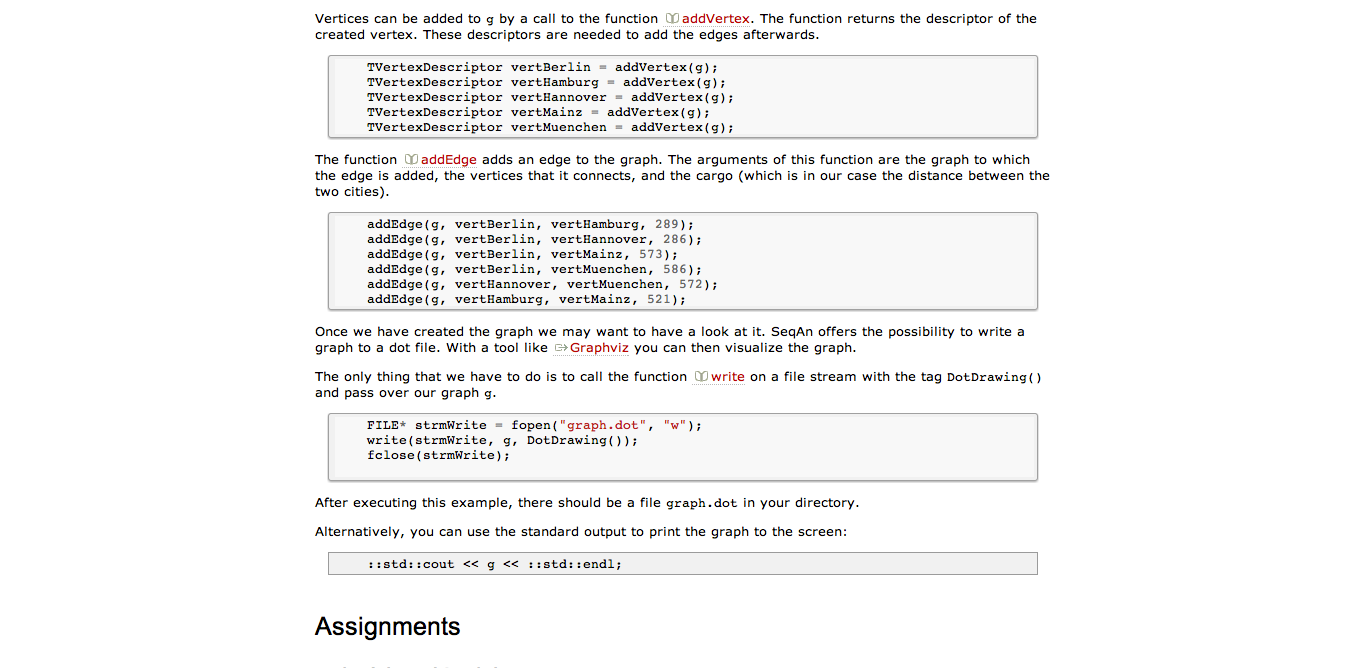 Vertices can be added to g by a call to the function addVertex. The function returns the descriptor of the
created vertex. These descriptors are needed to add the edges afterwards.
TVertexDescriptor vertBerlin = addVertex(g);
TVertexDescriptor vertHamburg = addVertex(g);
TVertexDescriptor vertHannover = addVertex(g);
TVertexDescriptor vertMainz = addVertex(g);
TVertexDescriptor vertMuenchen = addVertex(g);
The function addEdge adds an edge to the graph. The arguments of this function are the graph to which
the edge is added, the vertices that it connects, and the cargo (which is in our case the distance between the
two cities).
addEdge(g, vertBerlin, vertHamburg, 289);
addEdge(g, vertBerlin, vertHannover, 286);
addEdge(g, vertBerlin, vertMainz, 573);
addEdge(g, vertBerlin, vertMuenchen, 586);
addEdge(g, vertHannover, vertMuenchen, 572);
addEdge(g, vertHamburg, vertMainz, 521);
Once we have created the graph we may want to have a look at it. SeqAn offers the possibility to write a
graph to a dot file. With a tool like Graphviz you can then visualize the graph.
The only thing that we have to do is to call the function write on a file stream with the tag DotDrawing()
and pass over our graph g.
FILE* strmWrite = fopen("graph.dot", "w");
write(strmWrite, g, DotDrawing());
fclose(strmWrite);
After executing this example, there should be a file graph.dot in your directory.
Alternatively, you can use the standard output to print the graph to the screen:
::std::cout << g << ::std::endl;
Assignments